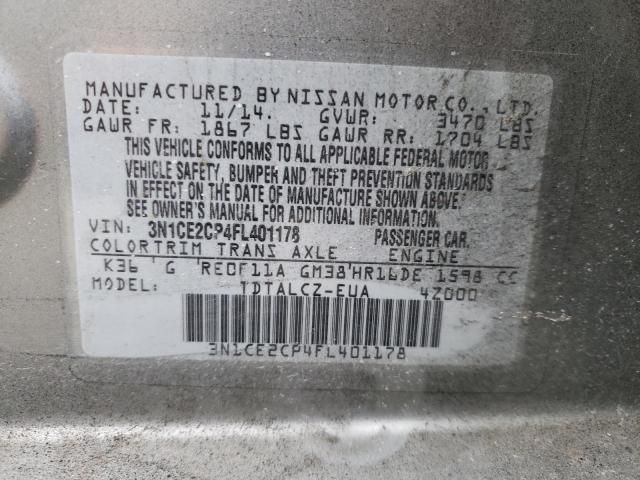 MANUFACTURED BY NISSAN MOTOR CO., LTD.
DATE: 11/14. GVWR: 3470 LBS
GAWR FR: 1867 LBS GAWR RR: 1704 LBS
THIS VEHICLE CONFORMS TO ALL APPLICABLE FEDERAL MOTOR
VEHICLE SAFETY, BUMPER AND THEFT PREVENTION STANDARDS
IN EFFECT ON THE DATE OF MANUFACTURE SHOWN ABOVE.
SEE OWNER'S MANUAL FOR ADDITIONAL INFORMATION.
VIN: 3N1CE2CP4FL401178 PASSENGER CAR.
COLOR TRIM TRANS AXLE ENGINE
K36 G RE0F11A GM38 HR16DE 1598 CC
MODEL: TDTALCZ-EUA 4Z000
3N1CE2CP4FL401178